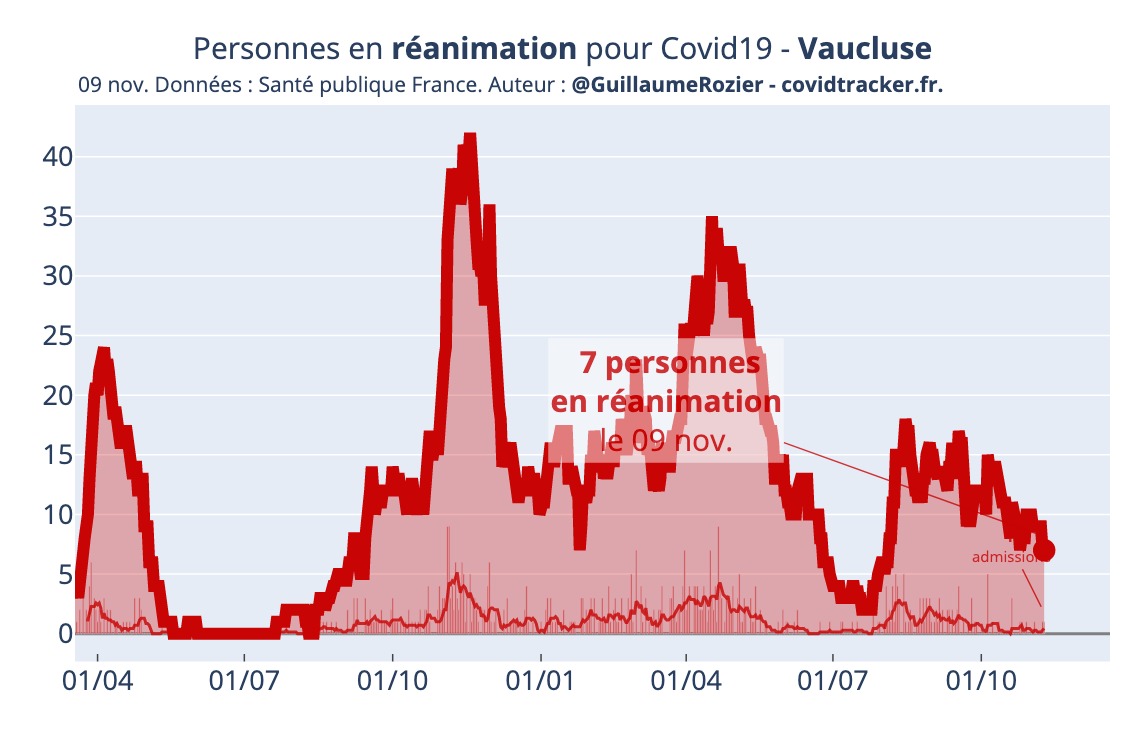 Personnes en réanimation pour Covid19 - Vaucluse
09 nov. Données : Santé publique France. Auteur : @GuillaumeRozier - covidtracker.fr.
40
35
30
25
20
15
10
5
0
7 personnes
en réanimation
le 09 nov.
admission
01/04
01/07
01/10
01/01
01/04
01/07
01/10